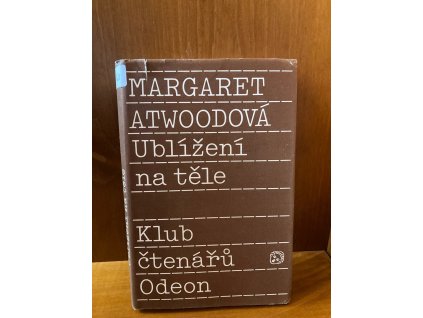 MARGARET
ATWOODOVÁ
Ublížení
na těle
Klub
čtenářů
Odeon